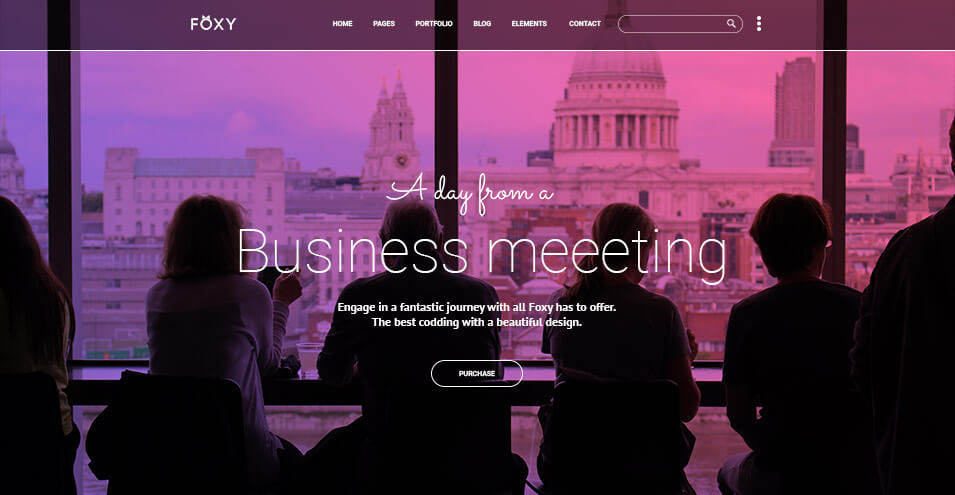 FOXY
HOME PAGES PORTFOLIO BLOG ELEMENTS CONTACT
A day from a
Business meeeting
Engage in a fantastic journey with all Foxy has to offer.
The best codding with a beautiful design.
PURCHASE